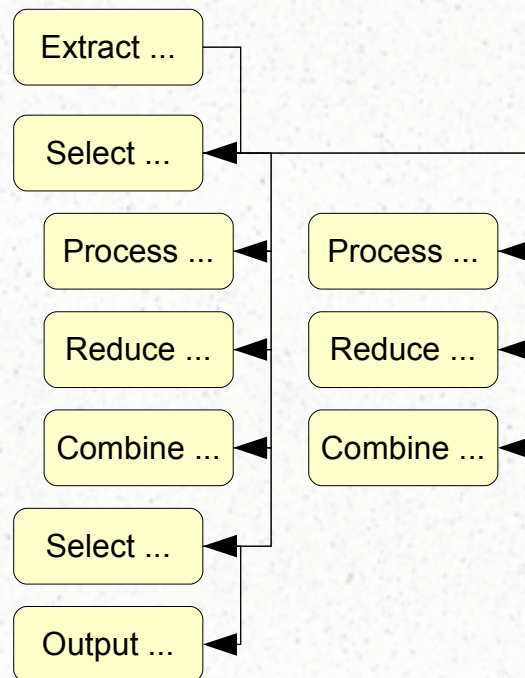 Extract ...
Select ...
Process ...
Process ...
Reduce ...
Reduce ...
Combine ...
Combine ...
Select ...
Output ...